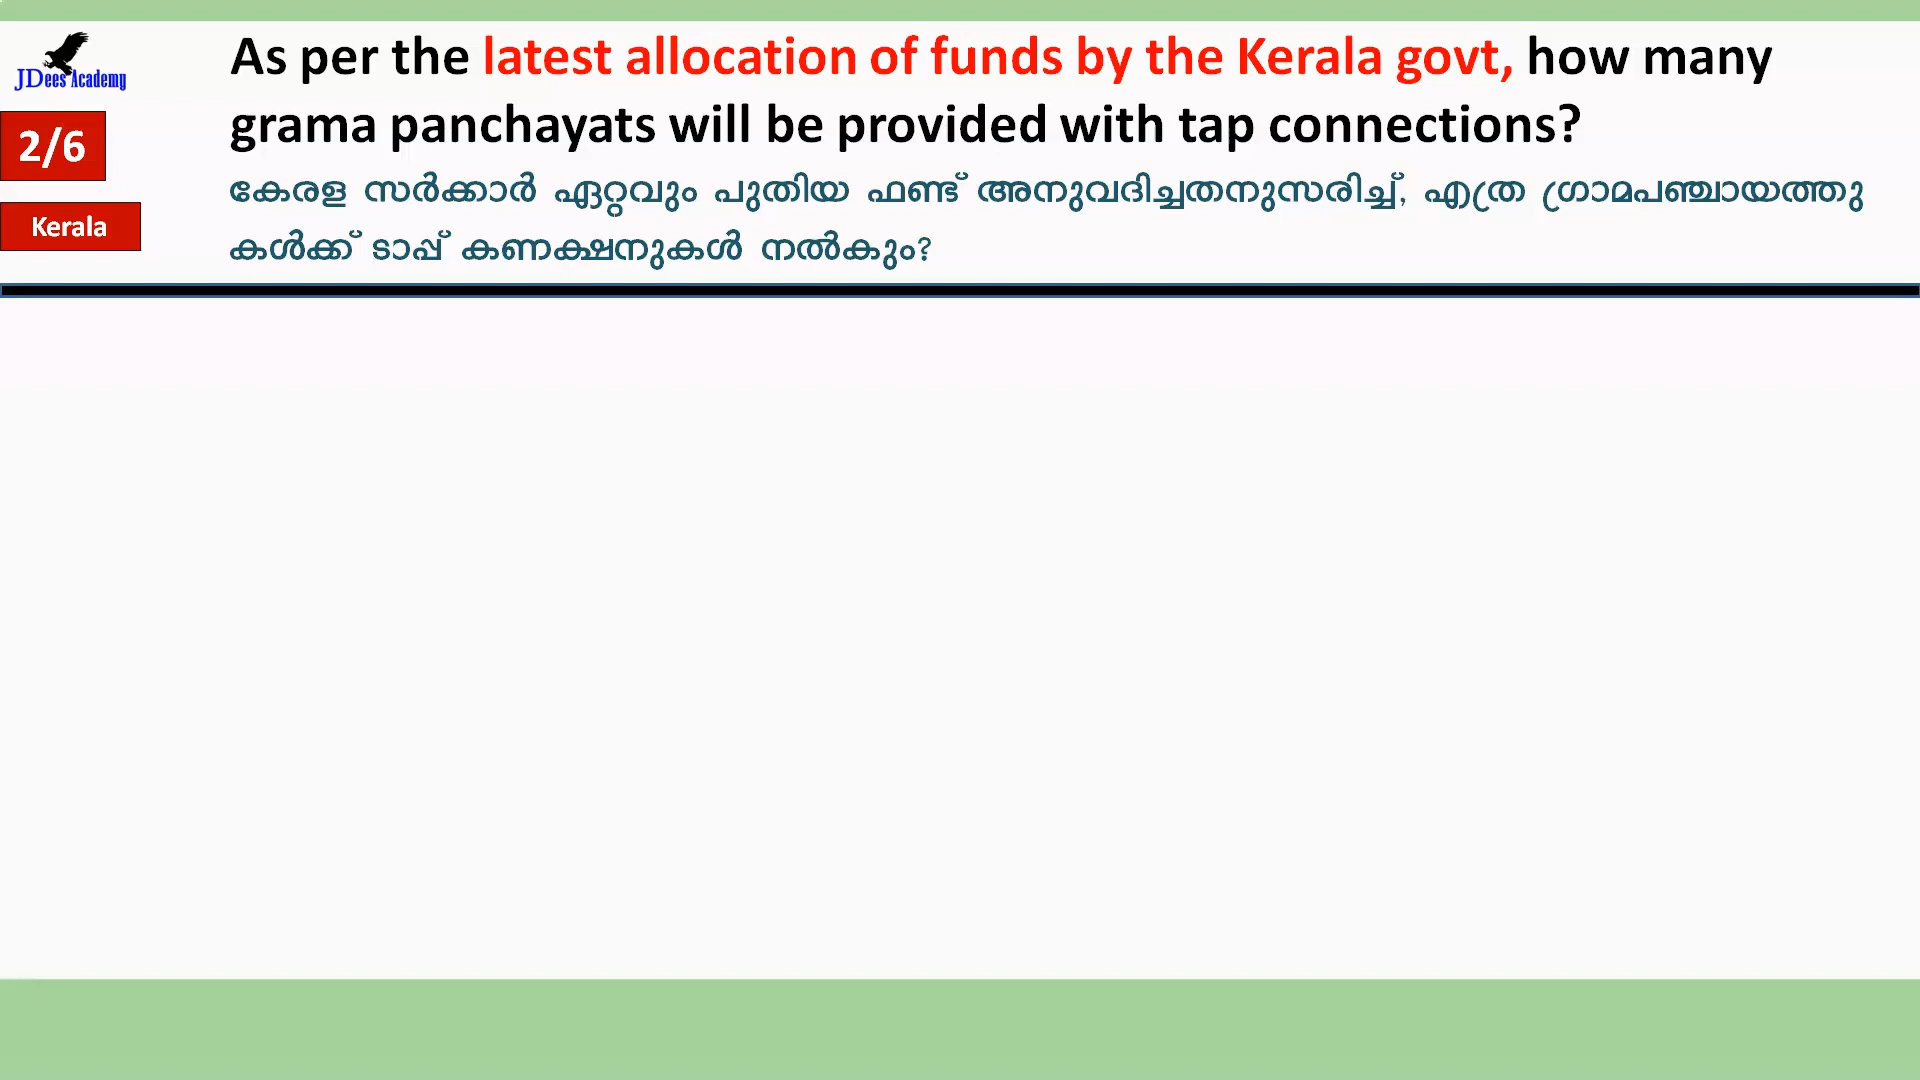 JDees Academy
As per the latest allocation of funds by the Kerala govt, how many
grama panchayats will be provided with tap connections?
2/6
Kerala
കേരള സർക്കാർ ഏറ്റവും പുതിയ ഫണ്ട് അനുവദിച്ചതനുസരിച്ച്, എത്ര ഗ്രാമപഞ്ചായത്തു
കൾക്ക് ടാപ്പ് കണക്ഷനുകൾ നൽകും?